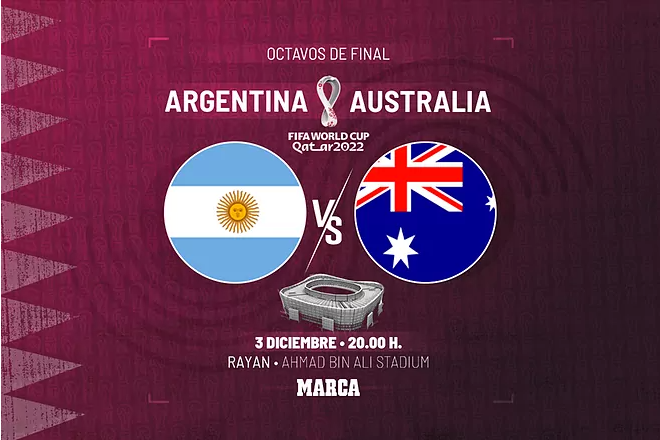 OCTAVOS DE FINAL
ARGENTINA AUSTRALIA
FIFA WORLD CUP
Qatar2022
VS
3 DICIEMBRE • 20.00 H.
RAYAN • AHMAD BIN ALI STADIUM
MARCA